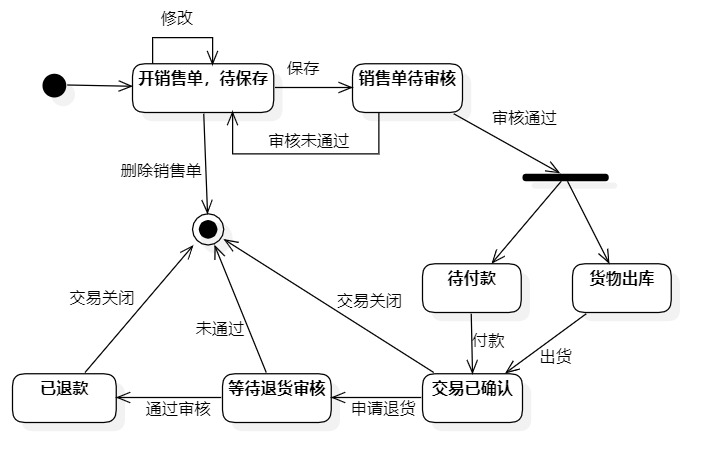 修改
开销售单，待保存
保存
销售单待审核
审核未通过
审核通过
删除销售单
待付款
货物出库
交易关闭
交易关闭
未通过
付款
出货
已退款
通过审核
等待退货审核
申请退货
交易已确认